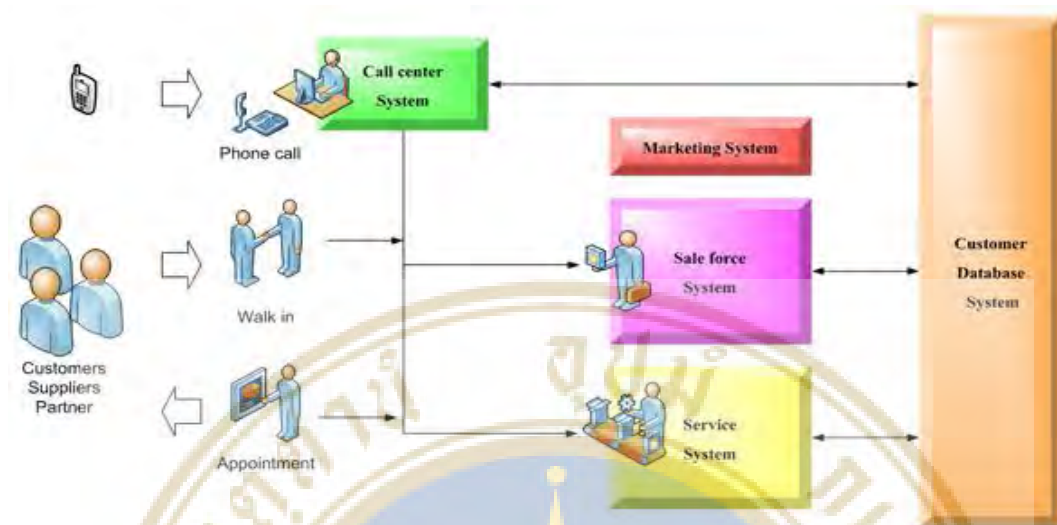 Call center
System
Phone call
Marketing System
Walk in
Sale force
System
Customer
Database
System
Customers
Suppliers
Partner
Appointment
Service
System